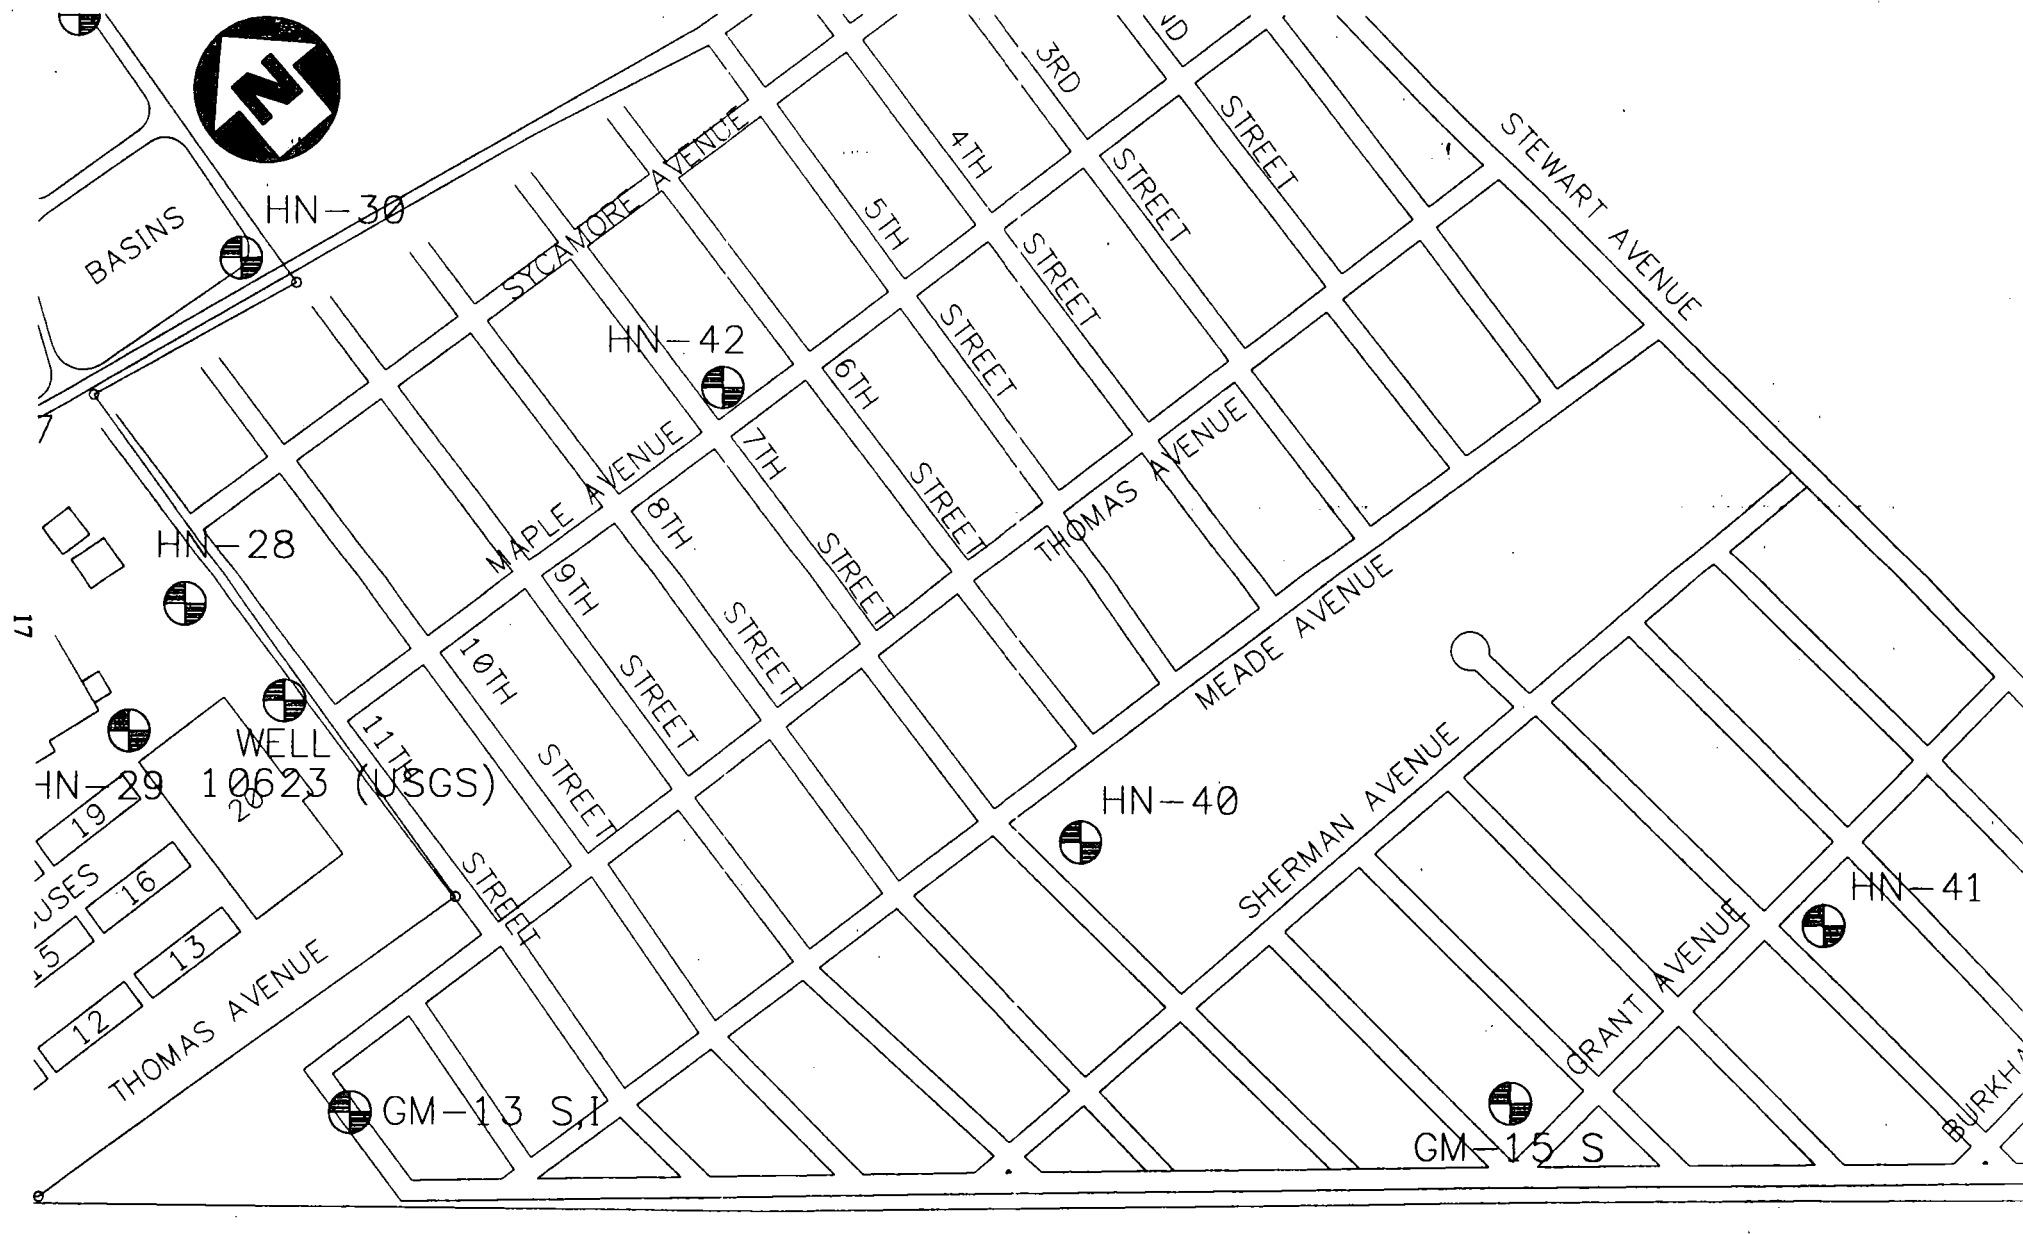 N
3RD
STREET
STEWART AVENUE
4TH
STREET
HN-30
5TH
STREET
BASINS
SYCAMORE AVENUE
HN-42
6TH
STREET
7
7TH
STREET
MAPLE AVENUE
THOMAS AVENUE
8TH
STREET
HN-28
9TH
STREET
MEADE AVENUE
17
10TH
STREET
11TH
STREET
WELL
10623 (USGS)
HN-29
20
19
HN-40
SHERMAN AVENUE
16
HN-41
15
13
GRANT AVENUE
12
THOMAS AVENUE
GM-13 S,I
GM-15 S
STREET